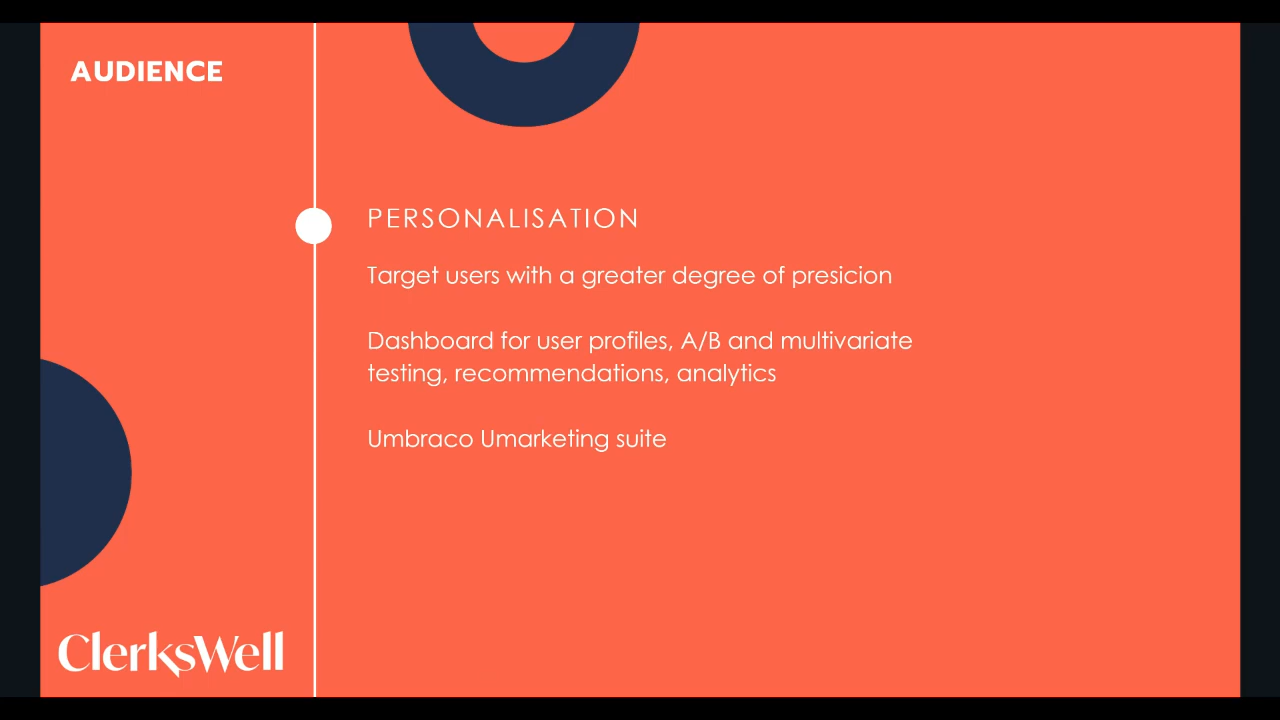 AUDIENCE
PERSONALISATION
Target users with a greater degree of presicion
Dashboard for user profiles, A/B and multivariate
testing, recommendations, analytics
Umbraco Umarketing suite
ClerksWell